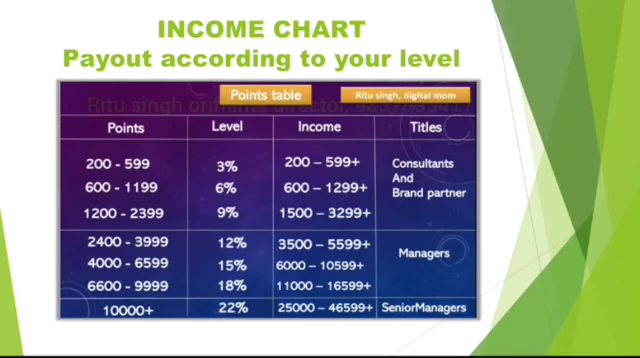 INCOME CHART
Payout according to your level
Points table
Ritu singh, digital mom
Ritu singh
Points Level Income Titles
200 - 599 3% 200 – 599+ Consultants
And
Brand partner
600 - 1199 6% 600 – 1299+
1200 - 2399 9% 1500 – 3299+
2400 - 3999 12% 3500 – 5599+ Managers
4000 - 6599 15% 6000 – 10599+
6600 - 9999 18% 11000 – 16599+
10000+ 22% 25000 – 46599+ SeniorManagers